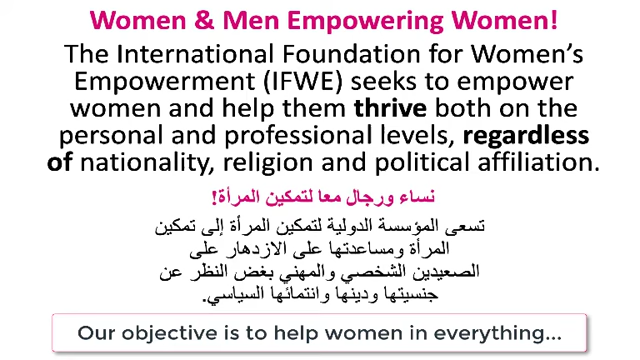 Women & Men Empowering Women!
The International Foundation for Women's
Empowerment (IFWE) seeks to empower
women and help them thrive both on the
personal and professional levels, regardless
of nationality, religion and political affiliation.
نساء ورجال معا لتمكين المرأة!
تسعى المؤسسة الدولية لتمكين المرأة إلى تمكين
المرأة ومساعدتها على الازدهار على
الصعيدين الشخصي والمهني بغض النظر عن
جنسيتها ودينها وانتمائها السياسي.
Our objective is to help women in everything...